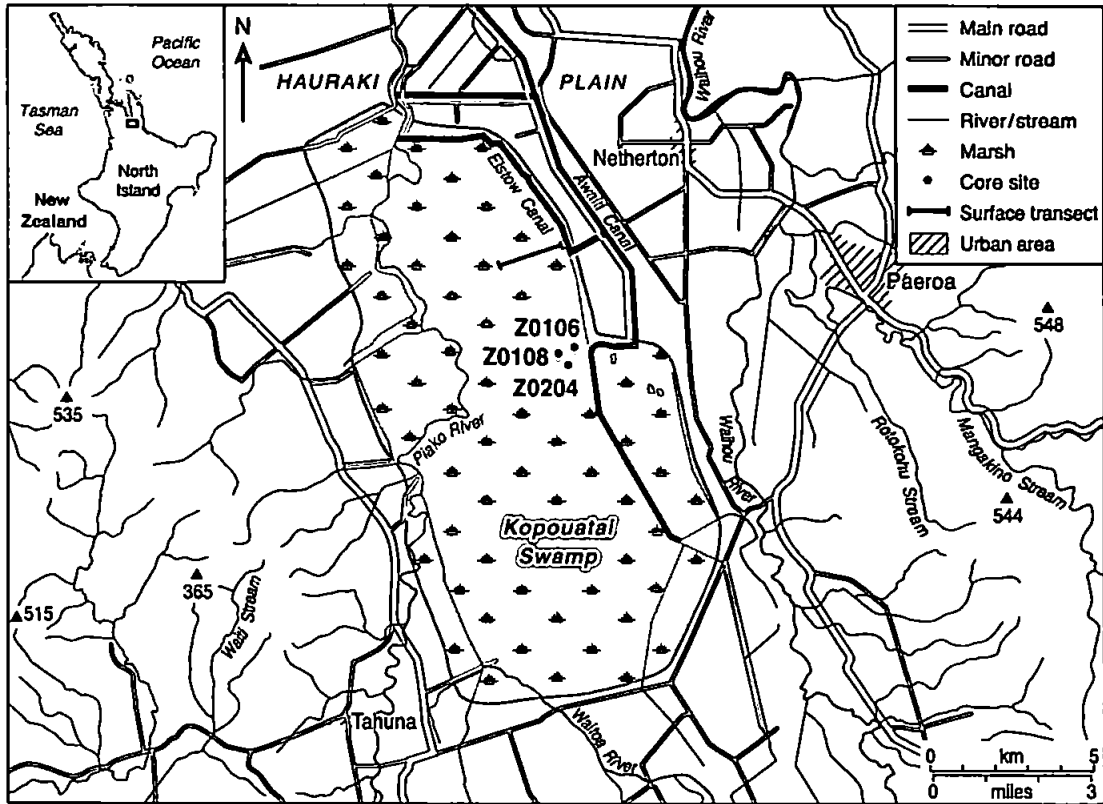 Pacific
Ocean
Tasman
Sea
North
Island
New
Zealand
N
HAURAKI
PLAIN
Waihou River
Main road
Minor road
Canal
River/stream
Marsh
Core site
Surface transect
Urban area
Netherton
Elstow Canal
Awaiti Canal
Paeroa
548
Z0106
Z0108
Z0204
535
Piako River
Waihou
River
Rotokohu Stream
Mangakino Stream
544
Kopouatai
Swamp
365
515
Waiti Stream
Tahuna
Waitoa River
0 km 5
0 miles 3